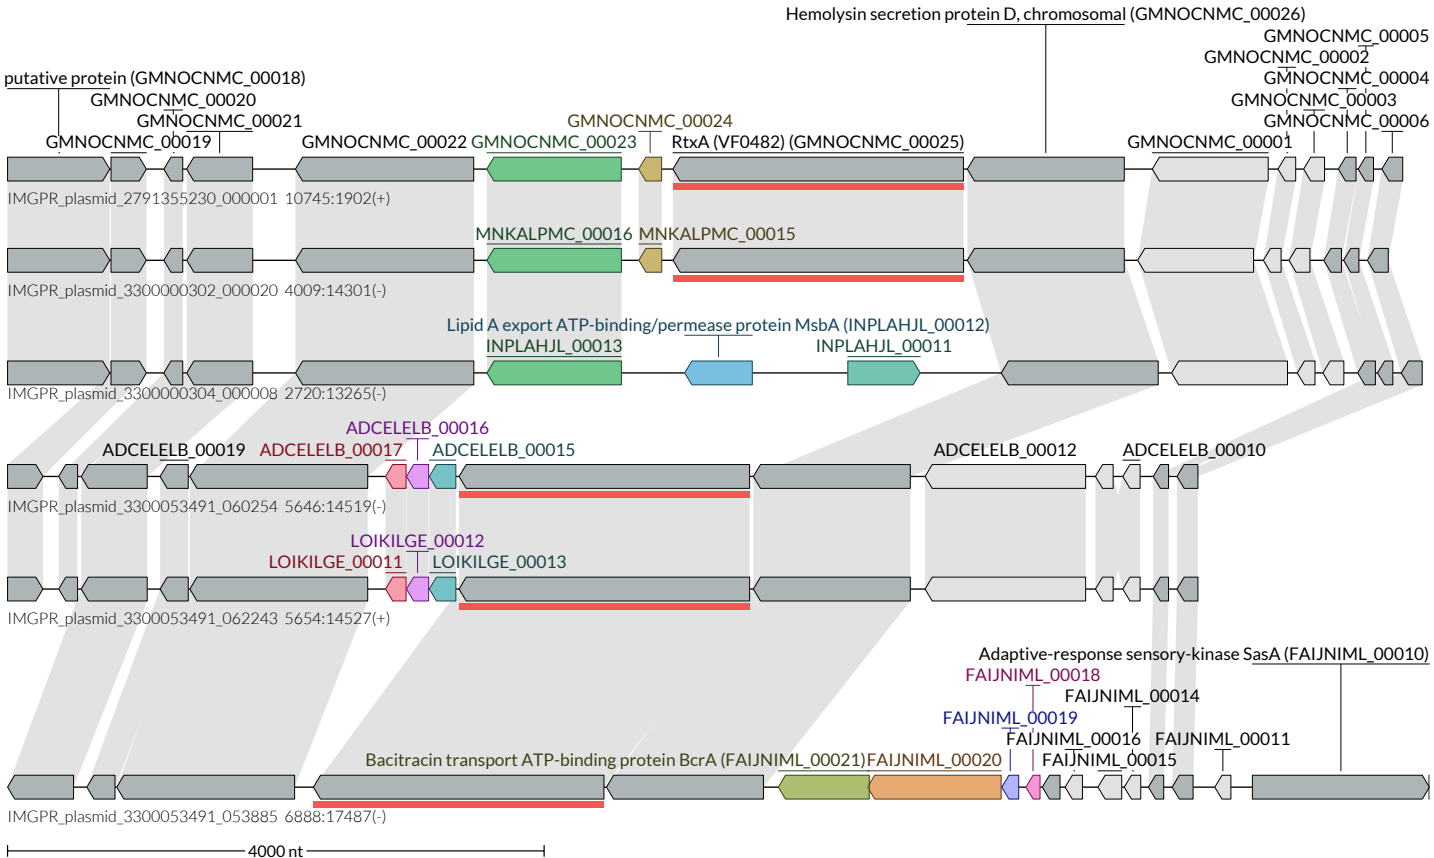 Hemolysin secretion protein D, chromosomal (GMNOCNMC_00026)
GMNOCNMC_00005
GMNOCNMC_00002
putative protein (GMNOCNMC_00018)
GMNOCNMC_00004
GMNOCNMC_00020
GMNOCNMC_00003
GMNOCNMC_00021
GMNOCNMC_00006
GMNOCNMC_00024
GMNOCNMC_00019
GMNOCNMC_00022
GMNOCNMC_00023
RtxA (VF0482) (GMNOCNMC_00025)
GMNOCNMC_00001
IMGPR_plasmid_2791355230_000001 10745:1902(+)
MNKALPMC_00016
MNKALPMC_00015
IMGPR_plasmid_3300000302_000020 4009:14301(-)
Lipid A export ATP-binding/permease protein MsbA (INPLAHJL_00012)
INPLAHJL_00013
INPLAHJL_00011
IMGPR_plasmid_3300000304_000008 2720:13265(-)
ADCELELB_00016
ADCELELB_00019
ADCELELB_00017
ADCELELB_00015
ADCELELB_00012
ADCELELB_00010
IMGPR_plasmid_3300053491_060254 5646:14519(-)
LOIKILGE_00012
LOIKILGE_00011
LOIKILGE_00013
IMGPR_plasmid_3300053491_062243 5654:14527(+)
Adaptive-response sensory-kinase SasA (FAIJNIML_00010)
FAIJNIML_00018
FAIJNIML_00014
FAIJNIML_00019
FAIJNIML_00016
FAIJNIML_00011
Bacitracin transport ATP-binding protein BcrA (FAIJNIML_00021)
FAIJNIML_00020
FAIJNIML_00015
IMGPR_plasmid_3300053491_053885 6888:17487(-)
4000 nt